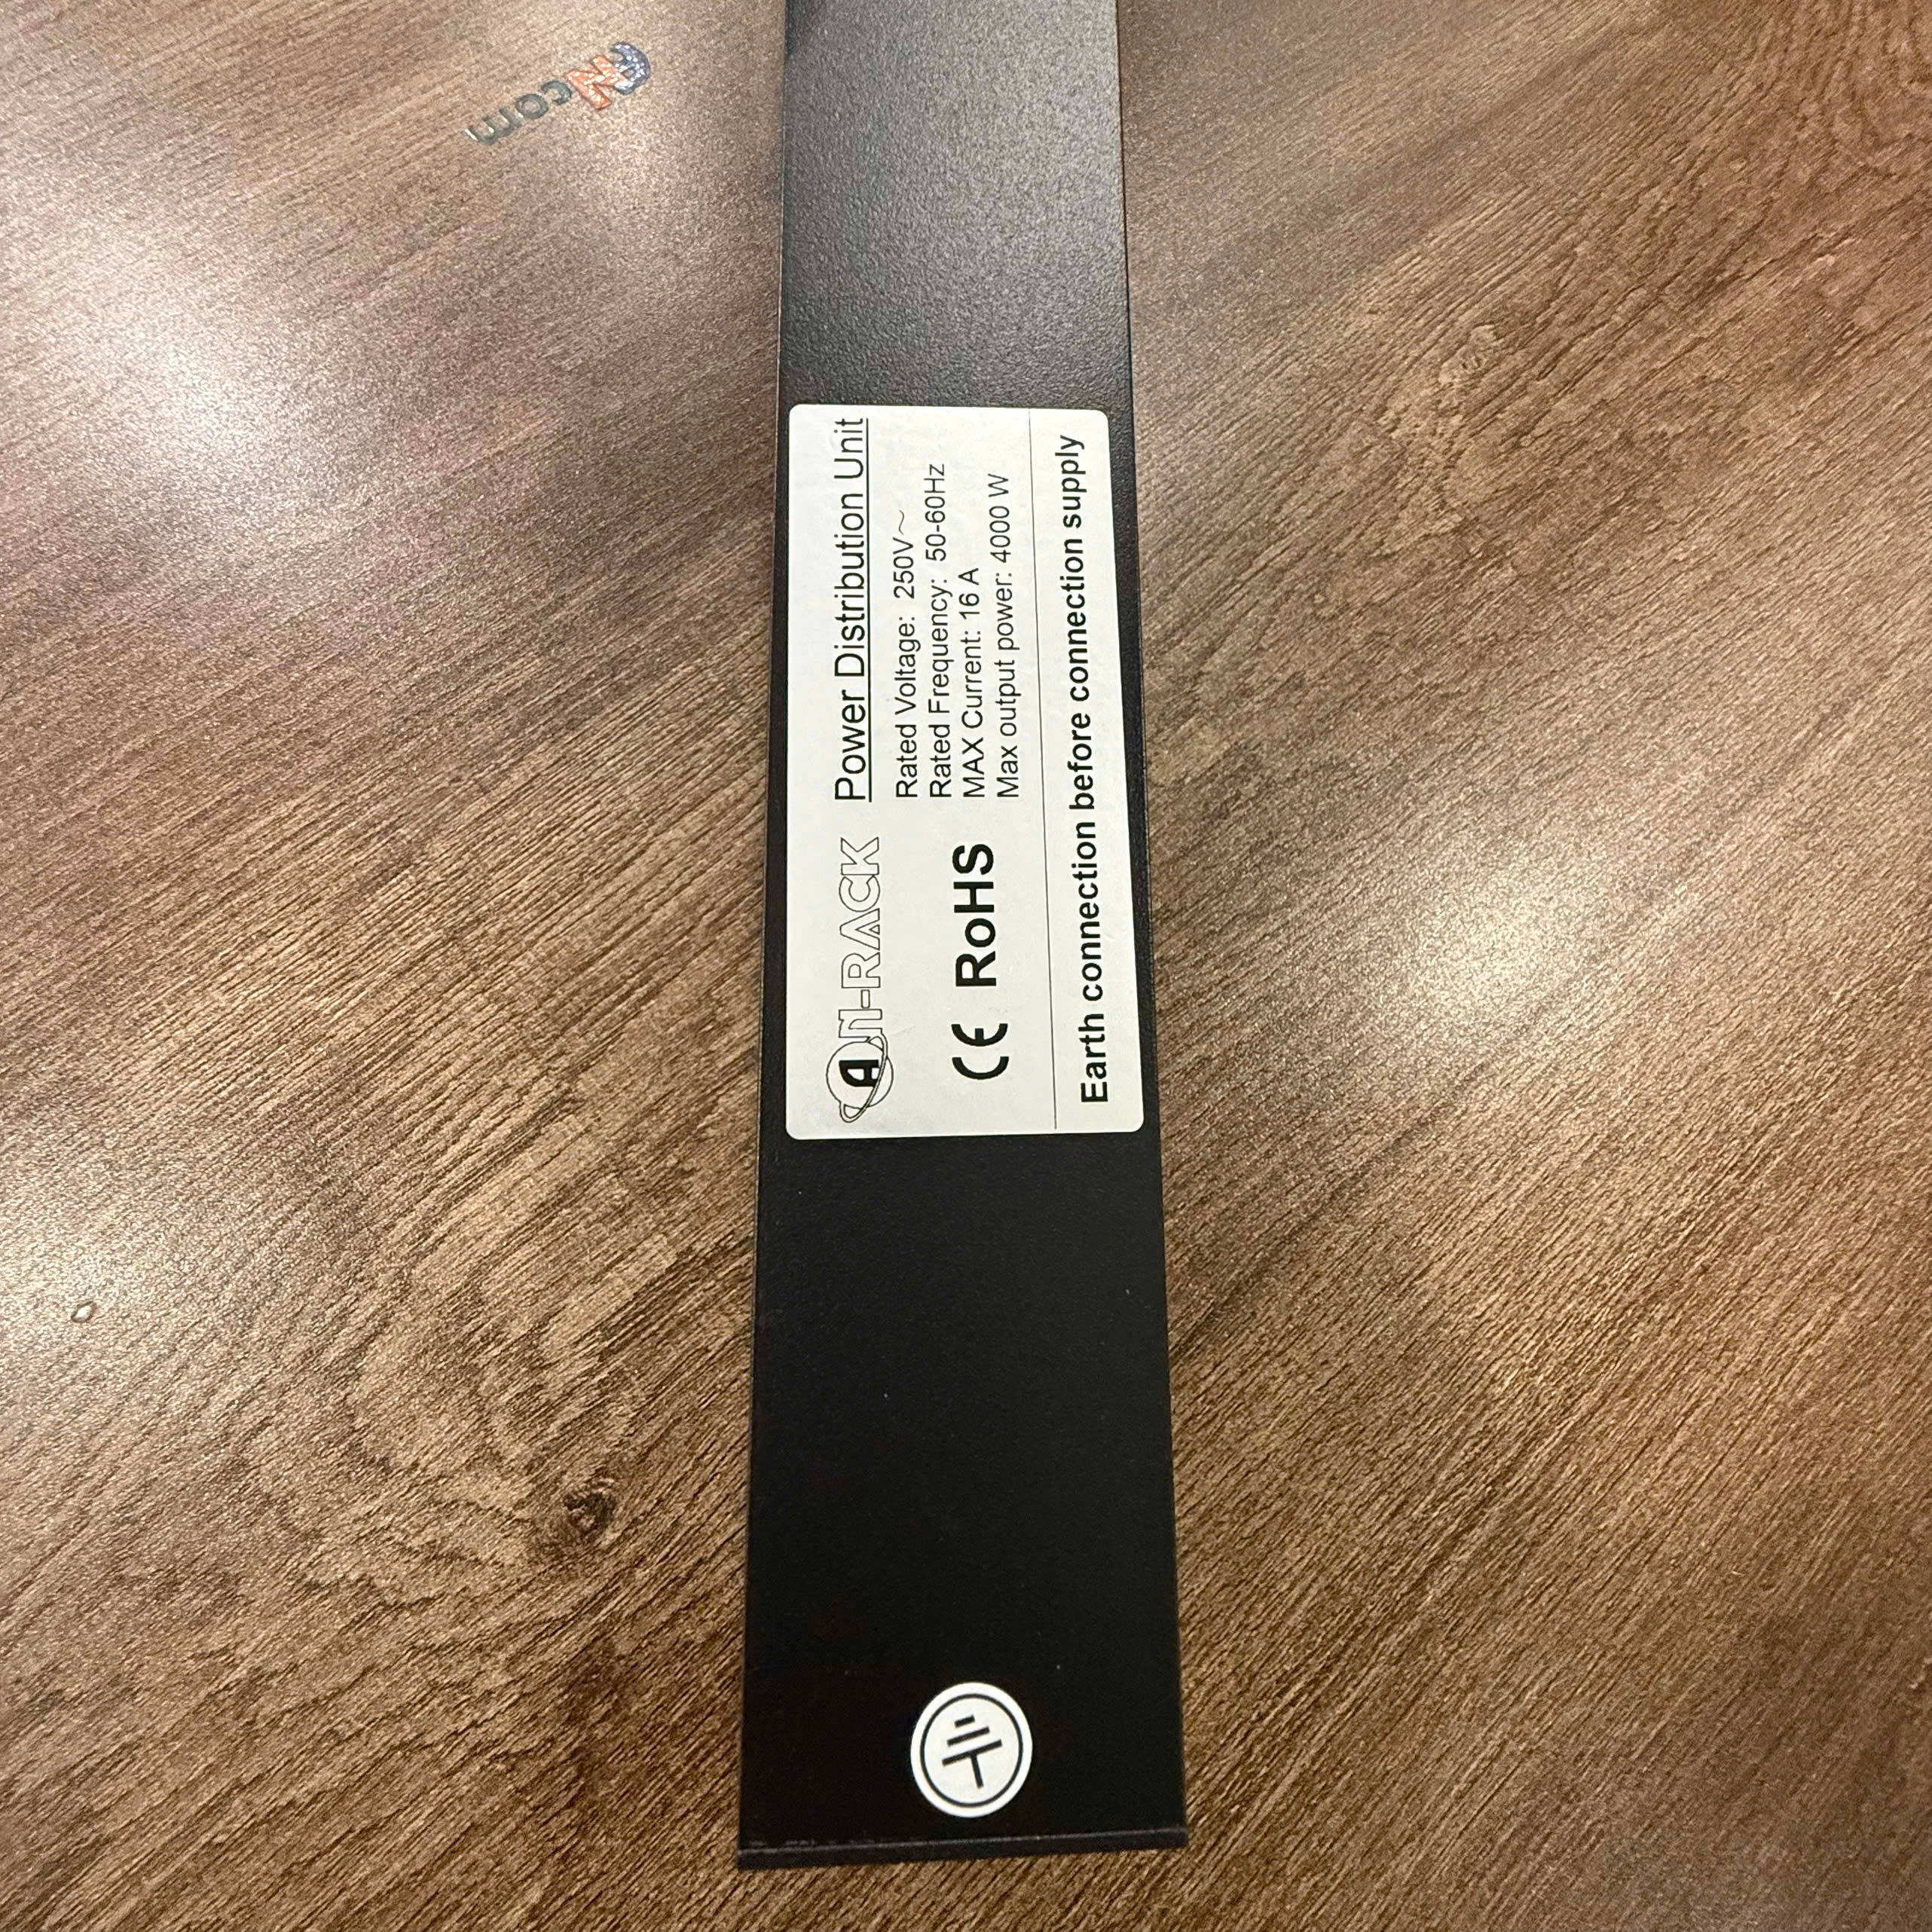 An-RACK
Power Distribution Unit
Rated Voltage: 250V~
Rated Frequency: 50-60Hz
MAX Current: 16 A
Max output power: 4000 W
CE RoHS
Earth connection before connection supply